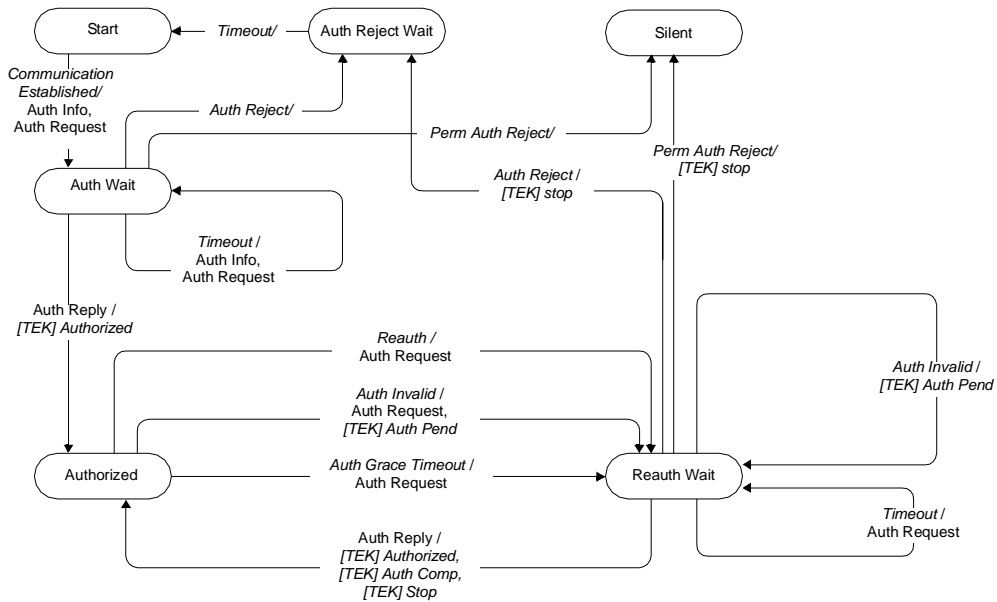 Start
Timeout/
Auth Reject Wait
Silent
Communication
Established/
Auth Info,
Auth Request
Auth Reject/
Perm Auth Reject/
Perm Auth Reject/
[TEK] stop
Auth Reject /
[TEK] stop
Auth Wait
Timeout /
Auth Info,
Auth Request
Auth Reply /
[TEK] Authorized
Reauth /
Auth Request
Auth Invalid /
[TEK] Auth Pend
Auth Invalid /
Auth Request,
[TEK] Auth Pend
Authorized
Auth Grace Timeout /
Auth Request
Reauth Wait
Timeout /
Auth Request
Auth Reply /
[TEK] Authorized,
[TEK] Auth Comp,
[TEK] Stop